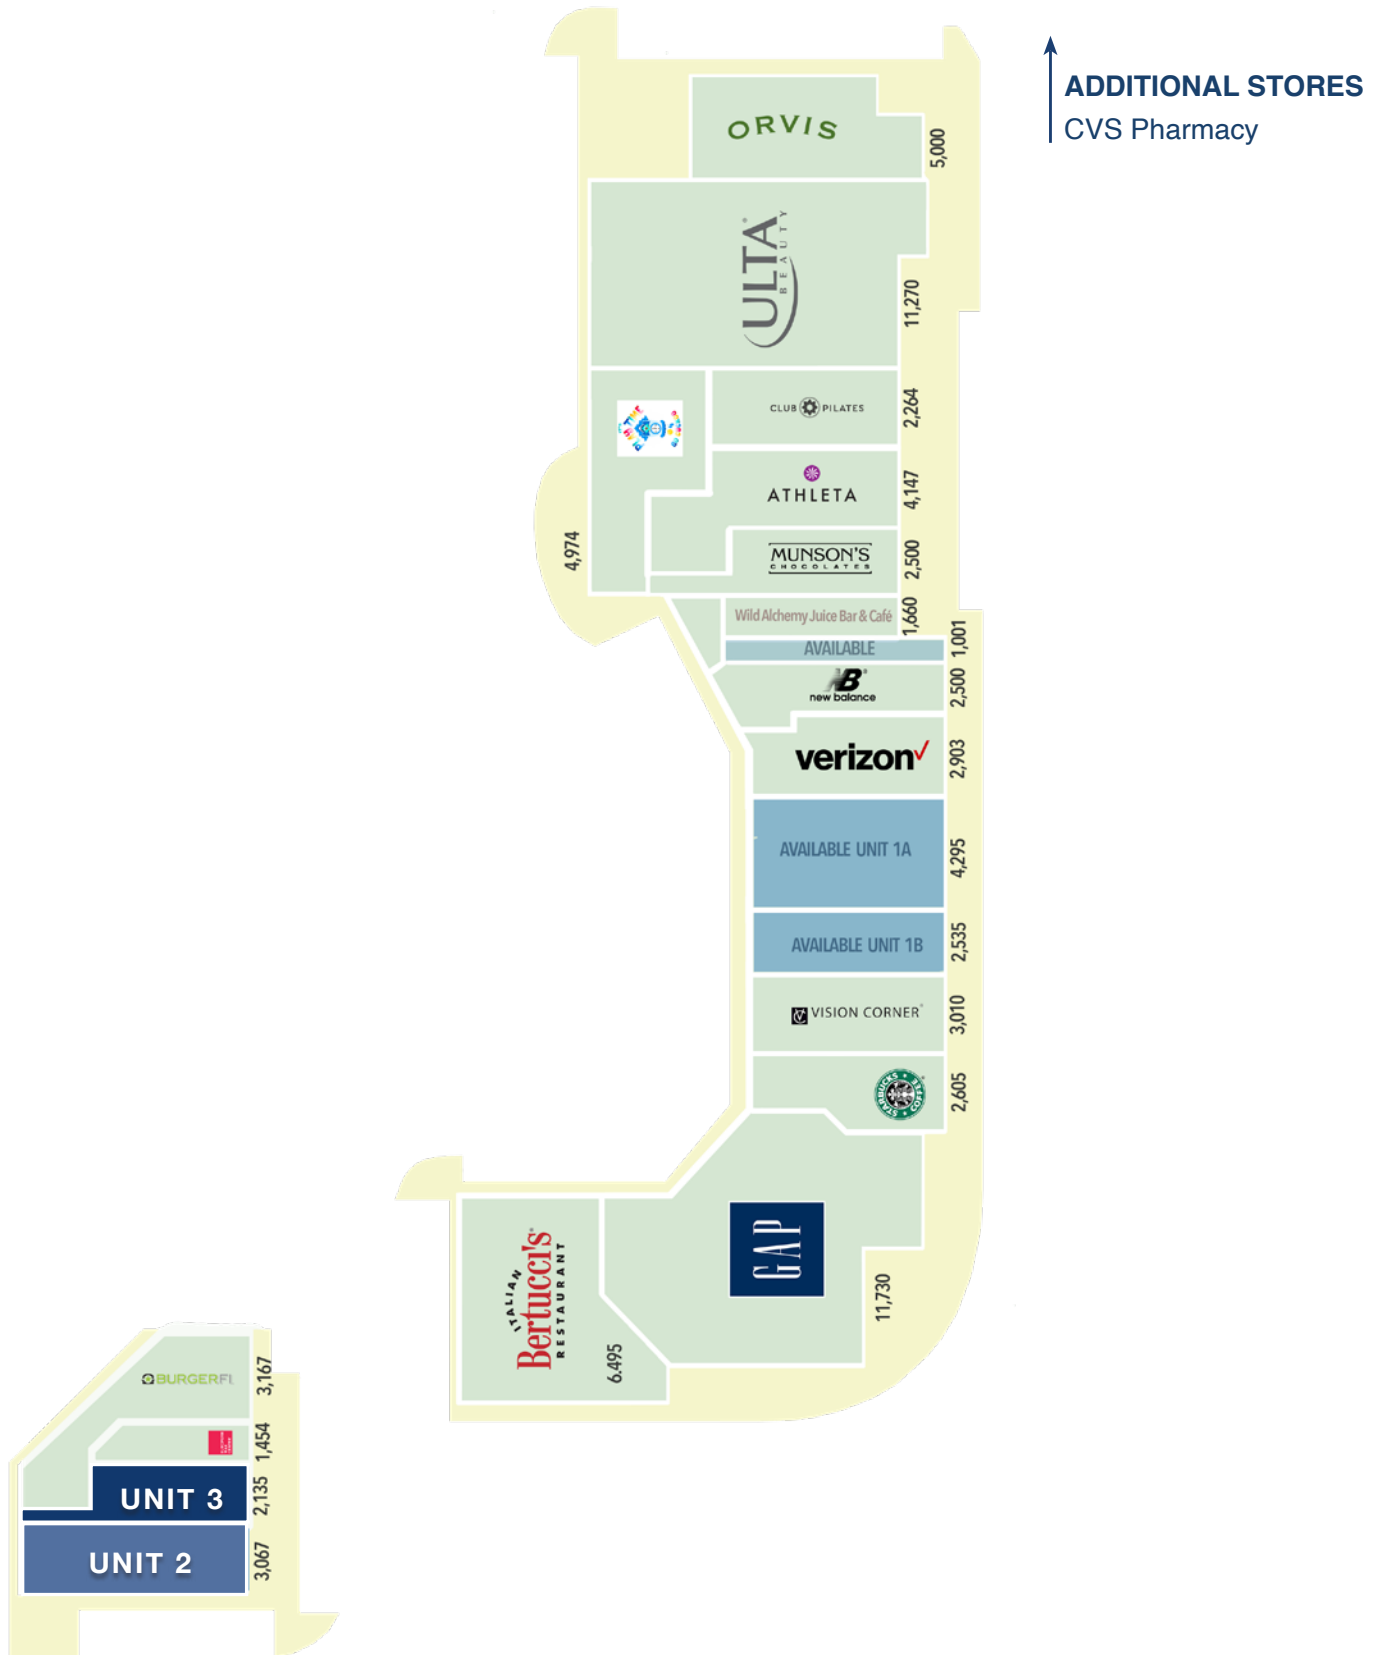 ADDITIONAL STORES
CVS Pharmacy
ORVIS
5,000
ULTA
BEAUTY
11,270
CLUB PILATES
2,264
ATHLETA
4,147
4,974
MUNSON'S
CHOCOLATES
2,500
Wild Alchemy Juice Bar & Café
1,660
AVAILABLE
1,001
NB
new balance
2,500
verizon
2,903
AVAILABLE UNIT 1A
4,295
AVAILABLE UNIT 1B
2,535
VC VISION CORNER
3,010
STARBUCKS COFFEE
2,605
GAP
11,730
ITALIAN
Bertucci's
RESTAURANT
6.495
BURGERFI
3,167
1,454
UNIT 3
2,135
UNIT 2
3,067